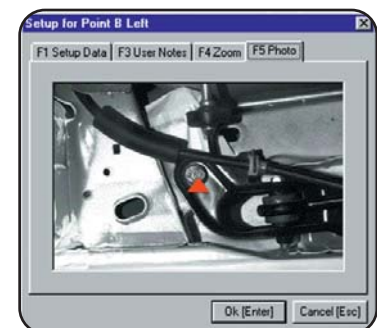 Setup for Point B Left
F1 Setup Data F3 User Notes F4 Zoom F5 Photo
Ok [Enter] Cancel [Esc]